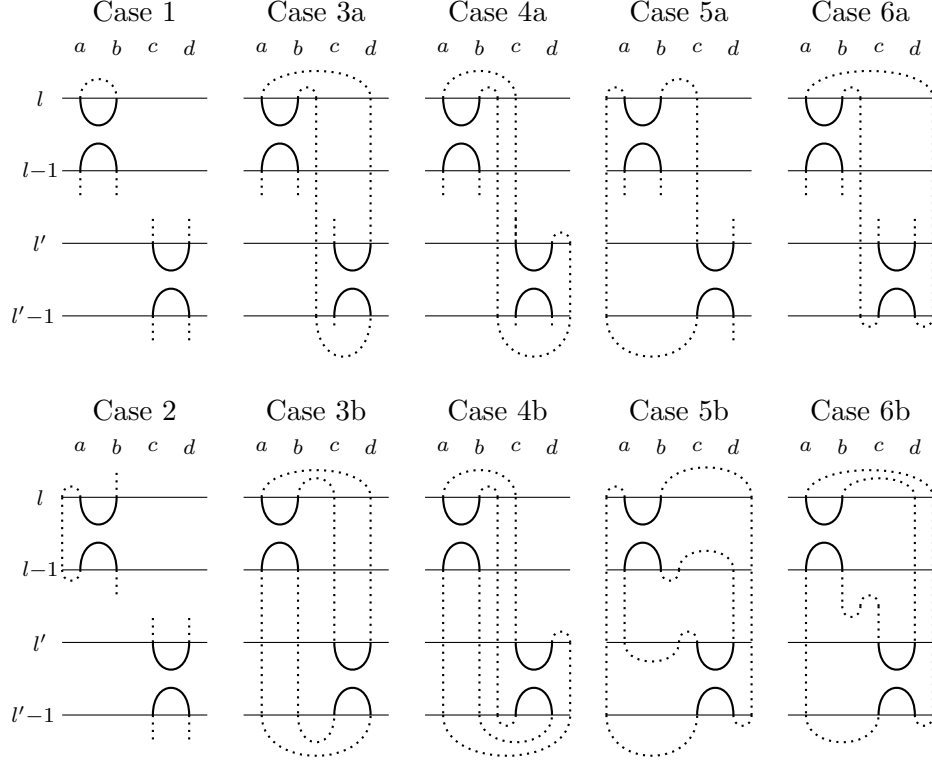 Case 1 Case 3a Case 4a Case 5a Case 6a
a b c d a b c d a b c d a b c d a b c d
l
l−1
l′
l′−1
Case 2 Case 3b Case 4b Case 5b Case 6b
a b c d a b c d a b c d a b c d a b c d
l
l−1
l′
l′−1